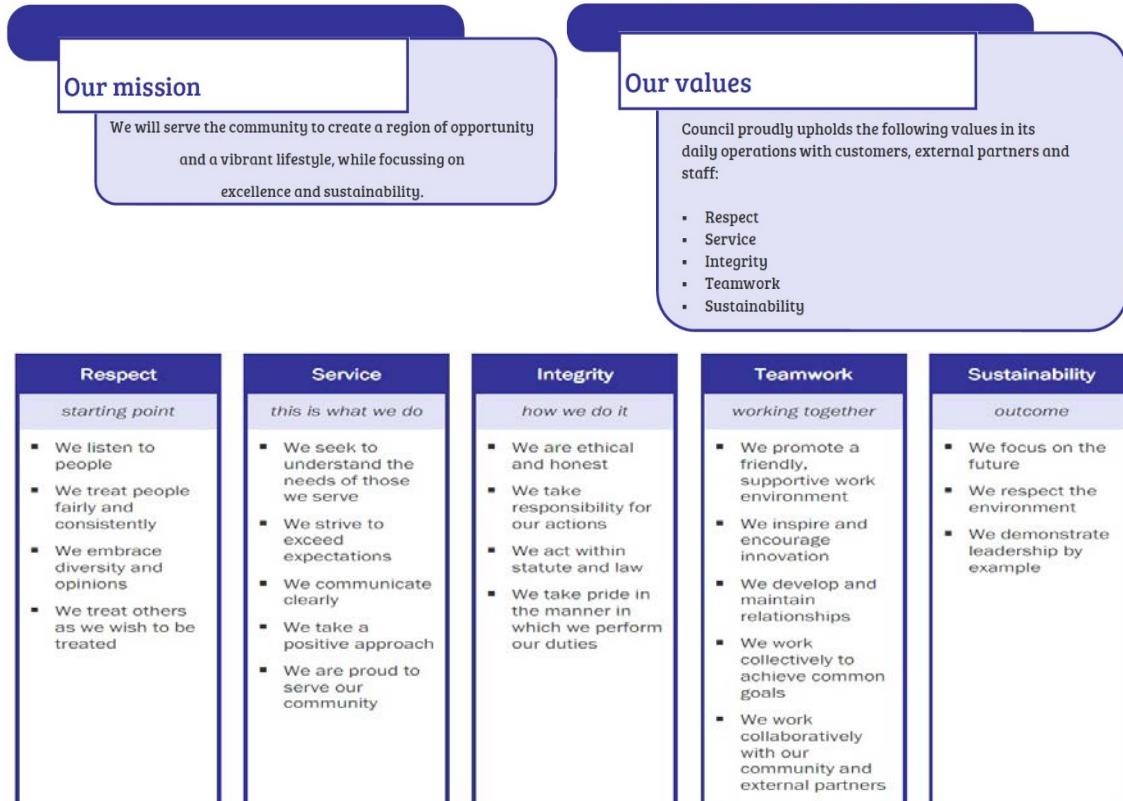 Our mission
We will serve the community to create a region of opportunity
and a vibrant lifestyle, while focussing on
excellence and sustainability.
Our values
Council proudly upholds the following values in its
daily operations with customers, external partners and
staff:
▪ Respect
▪ Service
▪ Integrity
▪ Teamwork
▪ Sustainability
Respect
starting point
▪ We listen to
people
▪ We treat people
fairly and
consistently
▪ We embrace
diversity and
opinions
▪ We treat others
as we wish to be
treated
Service
this is what we do
▪ We seek to
understand the
needs of those
we serve
▪ We strive to
exceed
expectations
▪ We communicate
clearly
▪ We take a
positive approach
▪ We are proud to
serve our
community
Integrity
how we do it
▪ We are ethical
and honest
▪ We take
responsibility for
our actions
▪ We act within
statute and law
▪ We take pride in
the manner in
which we perform
our duties
Teamwork
working together
▪ We promote a
friendly,
supportive work
environment
▪ We inspire and
encourage
innovation
▪ We develop and
maintain
relationships
▪ We work
collectively to
achieve common
goals
▪ We work
collaboratively
with our
community and
external partners
Sustainability
outcome
▪ We focus on the
future
▪ We respect the
environment
▪ We demonstrate
leadership by
example